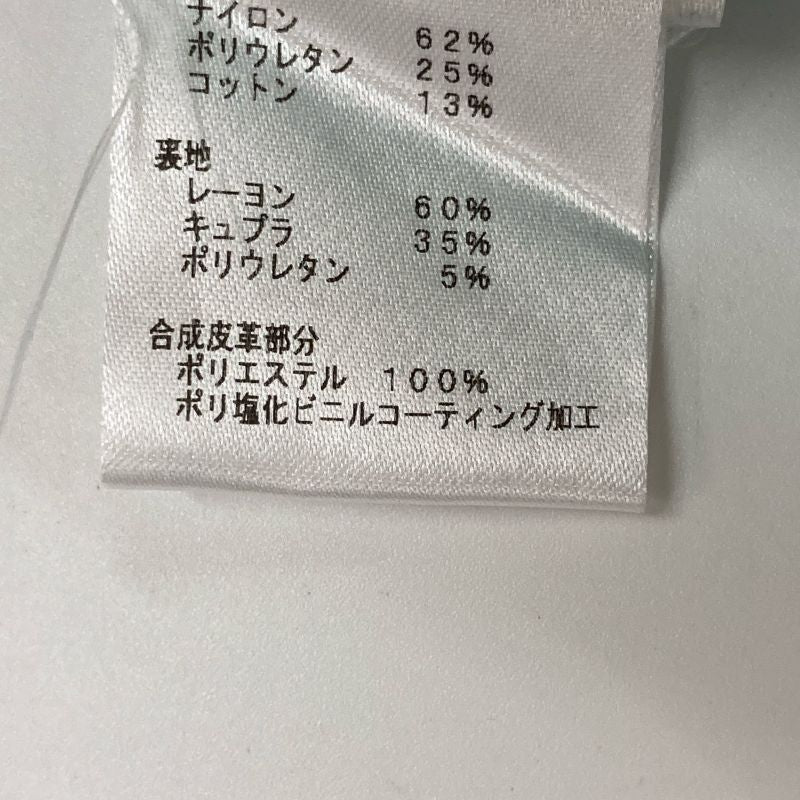 ナイロン 62%
ポリウレタン 25%
コットン 13%
裏地
レーヨン 60%
キュプラ 35%
ポリウレタン 5%
合成皮革部分
ポリエステル 100%
ポリ塩化ビニルコーティング加工